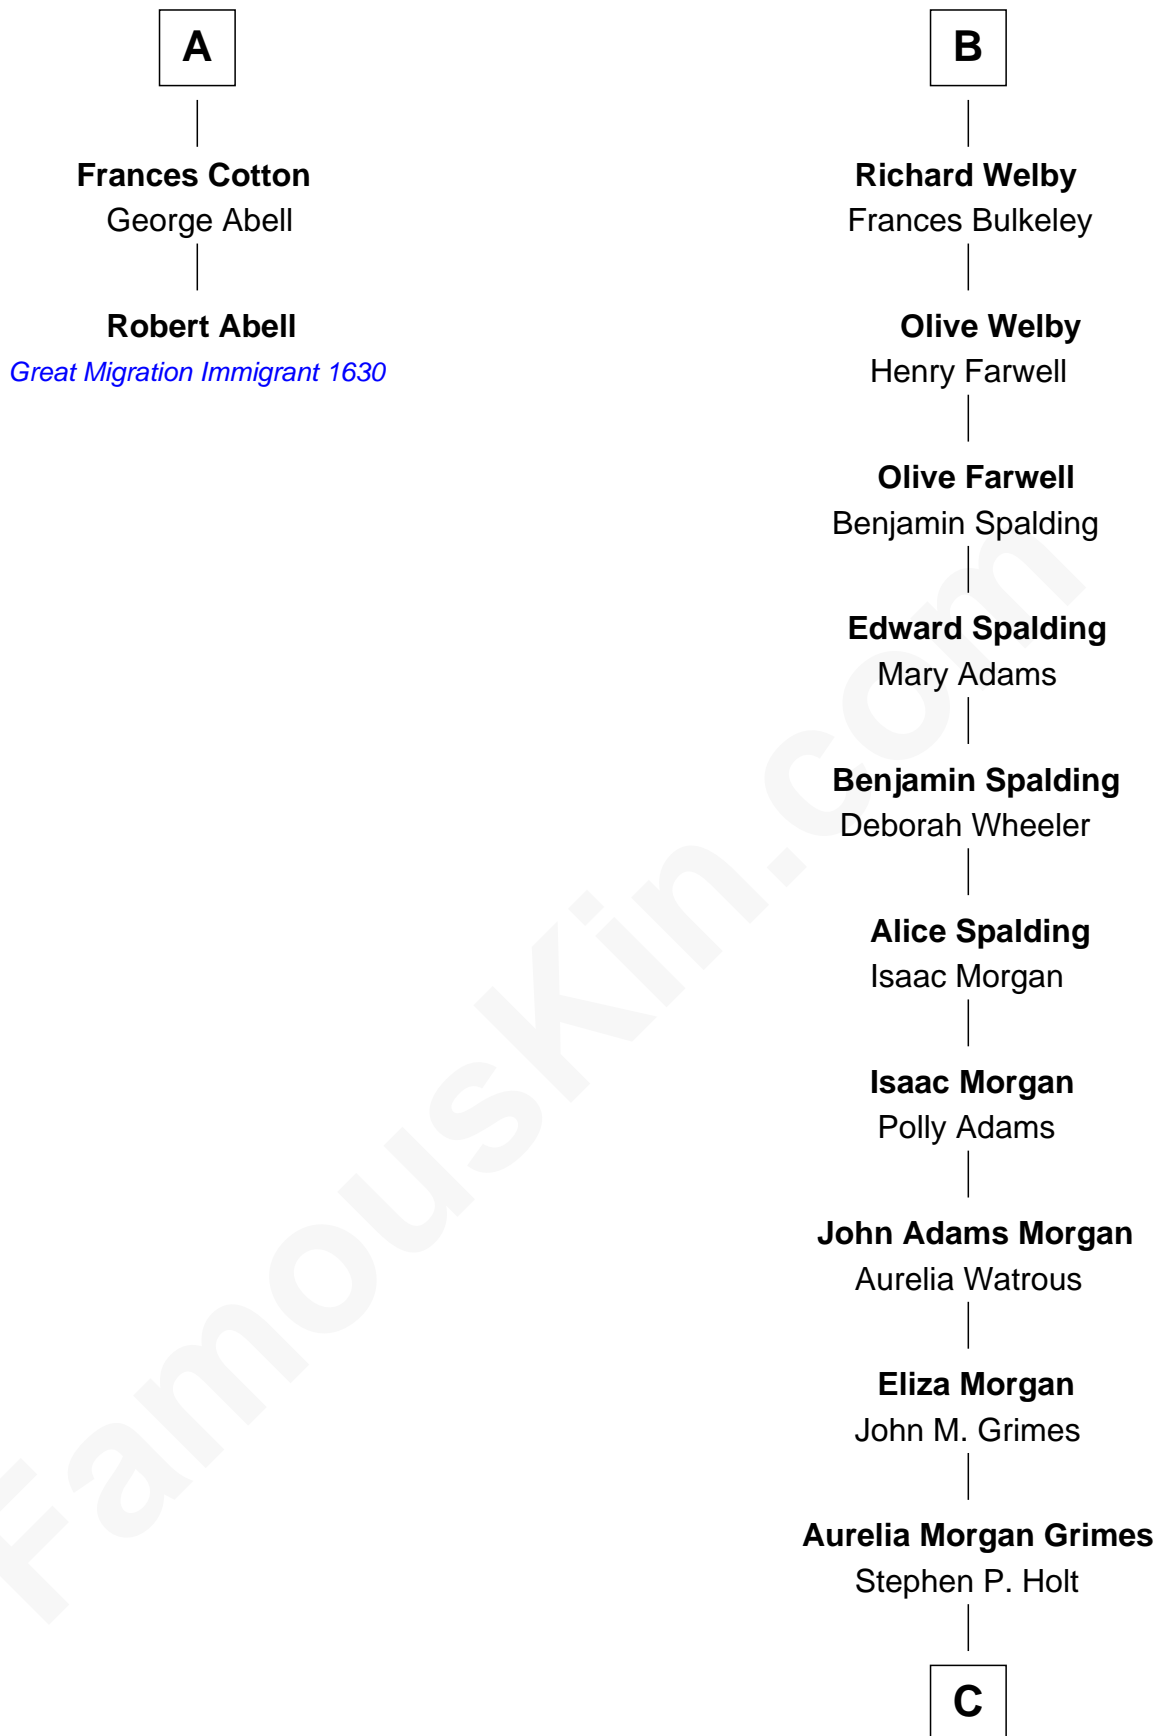 A
Frances Cotton
George Abell
Robert Abell
Great Migration Immigrant 1630
B
Richard Welby
Frances Bulkeley
Olive Welby
Henry Farwell
Olive Farwell
Benjamin Spalding
Edward Spalding
Mary Adams
Benjamin Spalding
Deborah Wheeler
Alice Spalding
Isaac Morgan
Isaac Morgan
Polly Adams
John Adams Morgan
Aurelia Watrous
Eliza Morgan
John M. Grimes
Aurelia Morgan Grimes
Stephen P. Holt
C
FamousKin.com